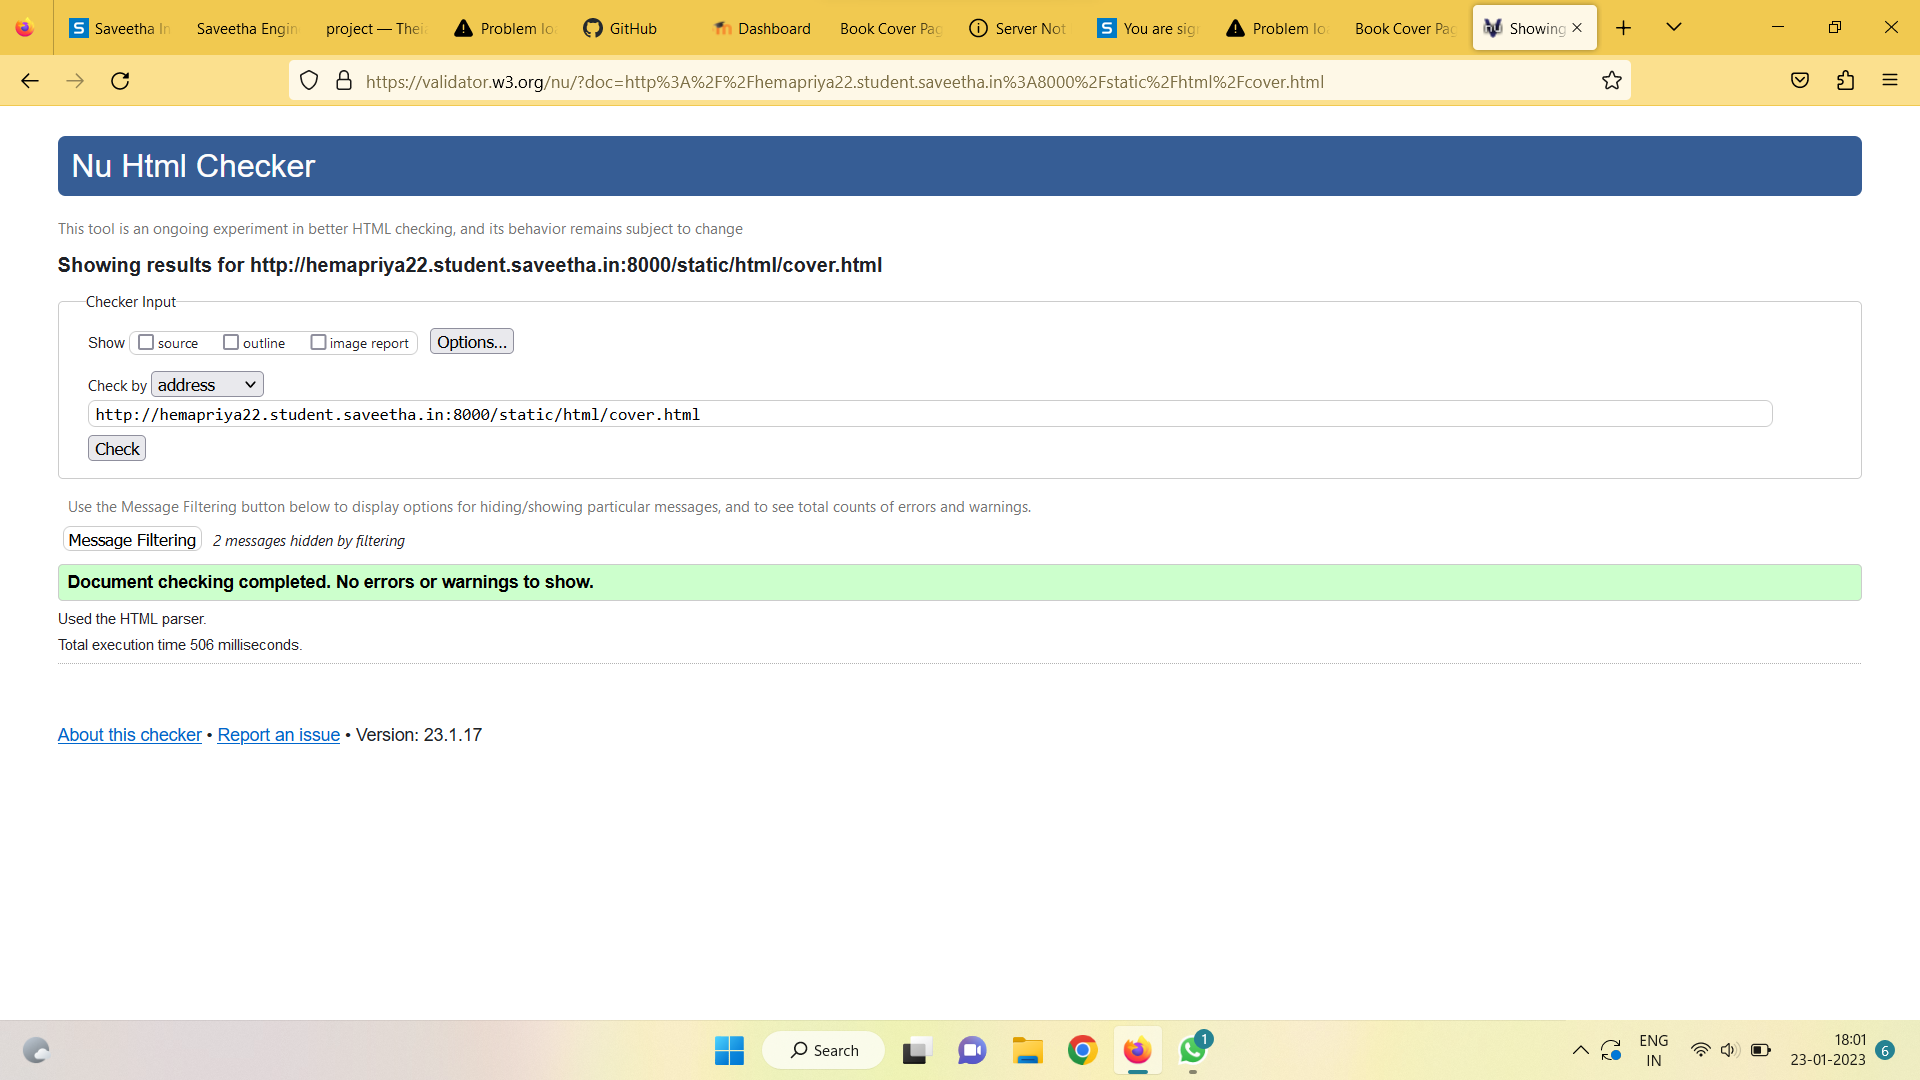 Saveetha In
Saveetha Engin
project — Thei
Problem lo
GitHub
Dashboard
Book Cover Pag
Server Not
You are sig
Problem lo
Book Cover Pag
Showing
https://validator.w3.org/nu/?doc=http%3A%2F%2Fhemapriya22.student.saveetha.in%3A8000%2Fstatic%2Fhtml%2Fcover.html
Nu Html Checker
This tool is an ongoing experiment in better HTML checking, and its behavior remains subject to change
Showing results for http://hemapriya22.student.saveetha.in:8000/static/html/cover.html
Checker Input
Show source outline image report Options...
Check by address
http://hemapriya22.student.saveetha.in:8000/static/html/cover.html
Check
Use the Message Filtering button below to display options for hiding/showing particular messages, and to see total counts of errors and warnings.
Message Filtering 2 messages hidden by filtering
Document checking completed. No errors or warnings to show.
Used the HTML parser.
Total execution time 506 milliseconds.
About this checker • Report an issue • Version: 23.1.17
Search
1
ENG
IN
18:01
23-01-2023
6